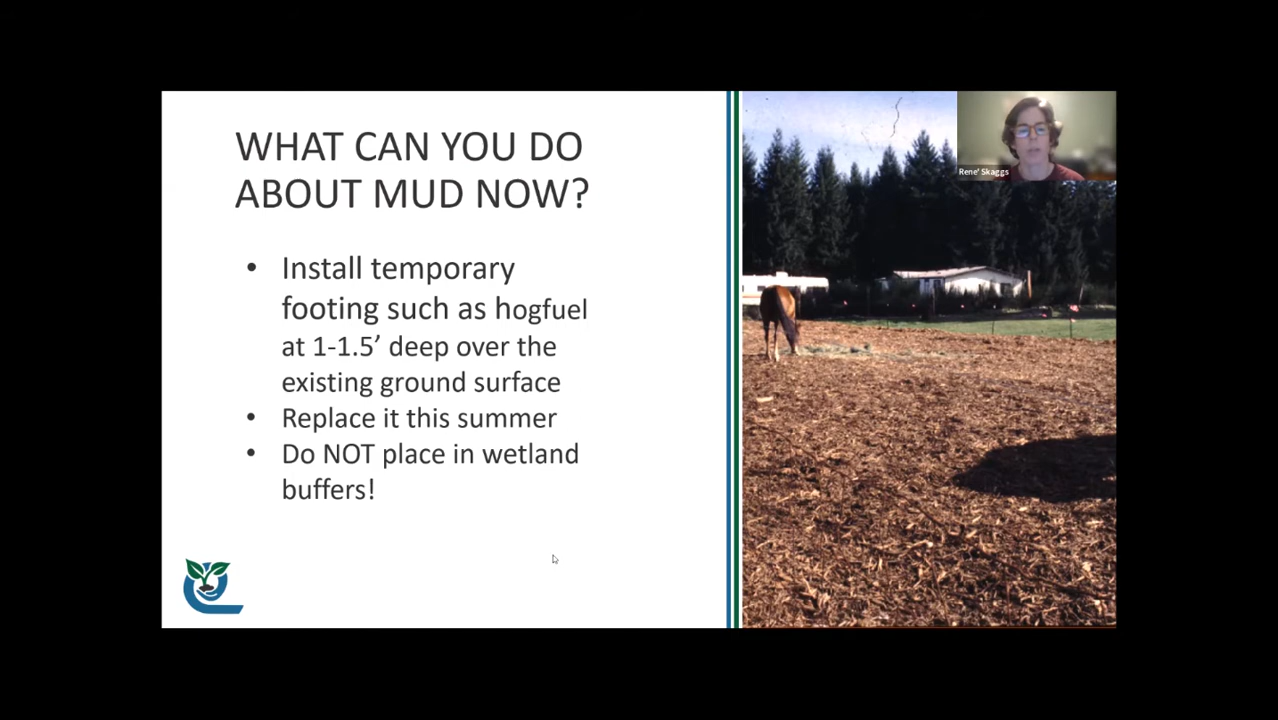 WHAT CAN YOU DO
ABOUT MUD NOW?
• Install temporary
footing such as hogfuel
at 1-1.5’ deep over the
existing ground surface
• Replace it this summer
• Do NOT place in wetland
buffers!
Rene' Skaggs